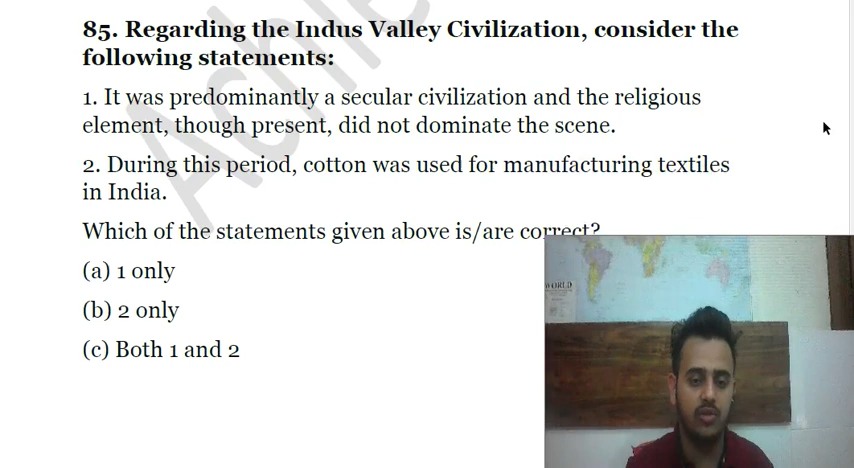 85. Regarding the Indus Valley Civilization, consider the
following statements:
1. It was predominantly a secular civilization and the religious
element, though present, did not dominate the scene.
2. During this period, cotton was used for manufacturing textiles
in India.
Which of the statements given above is/are correct?
(a) 1 only
(b) 2 only
(c) Both 1 and 2
Achie
WORLD